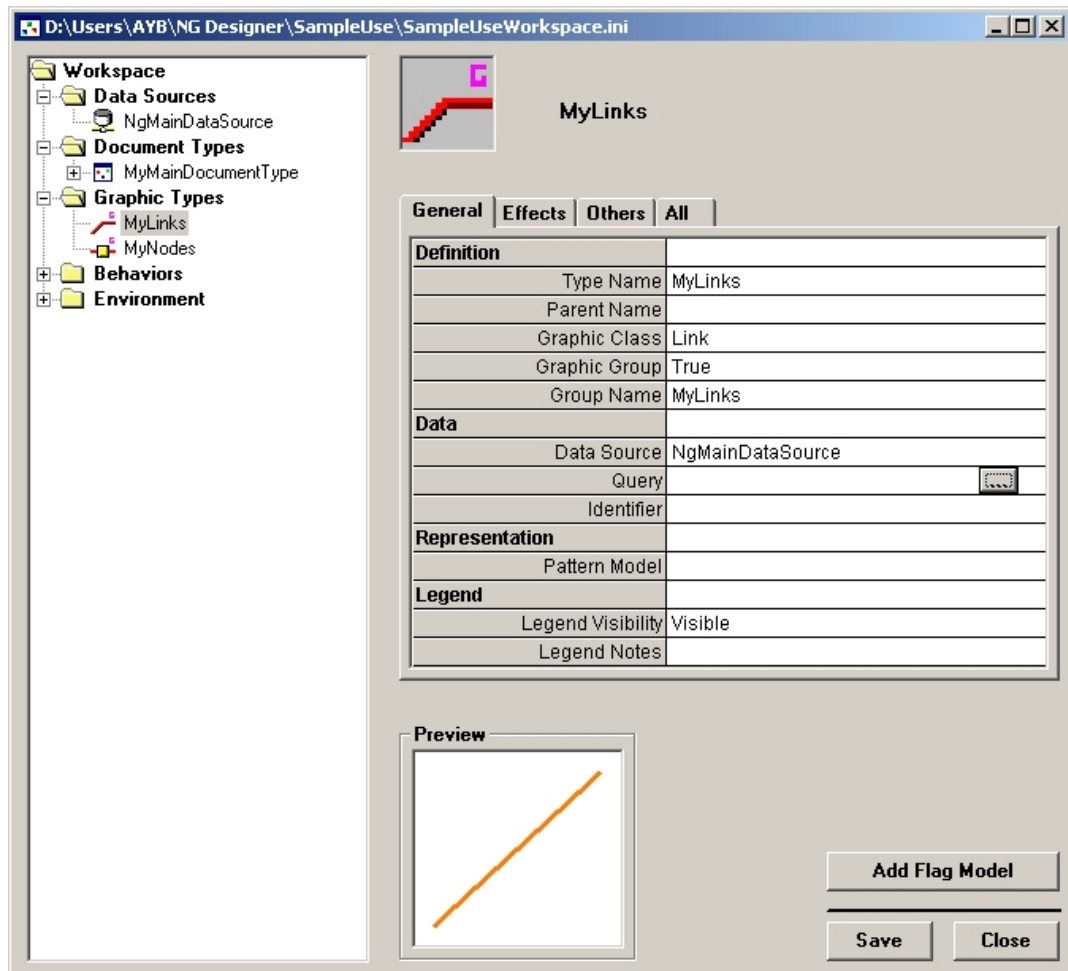 D:\Users\AYB\NG Designer\SampleUse\SampleUseWorkspace.ini
Workspace
Data Sources
NgMainDataSource
Document Types
MyMainDocumentType
Graphic Types
MyLinks
MyNodes
Behaviors
Environment
G
MyLinks
General Effects Others All
Definition
Type Name MyLinks
Parent Name
Graphic Class Link
Graphic Group True
Group Name MyLinks
Data
Data Source NgMainDataSource
Query ...
Identifier
Representation
Pattern Model
Legend
Legend Visibility Visible
Legend Notes
Preview
Add Flag Model
Save Close